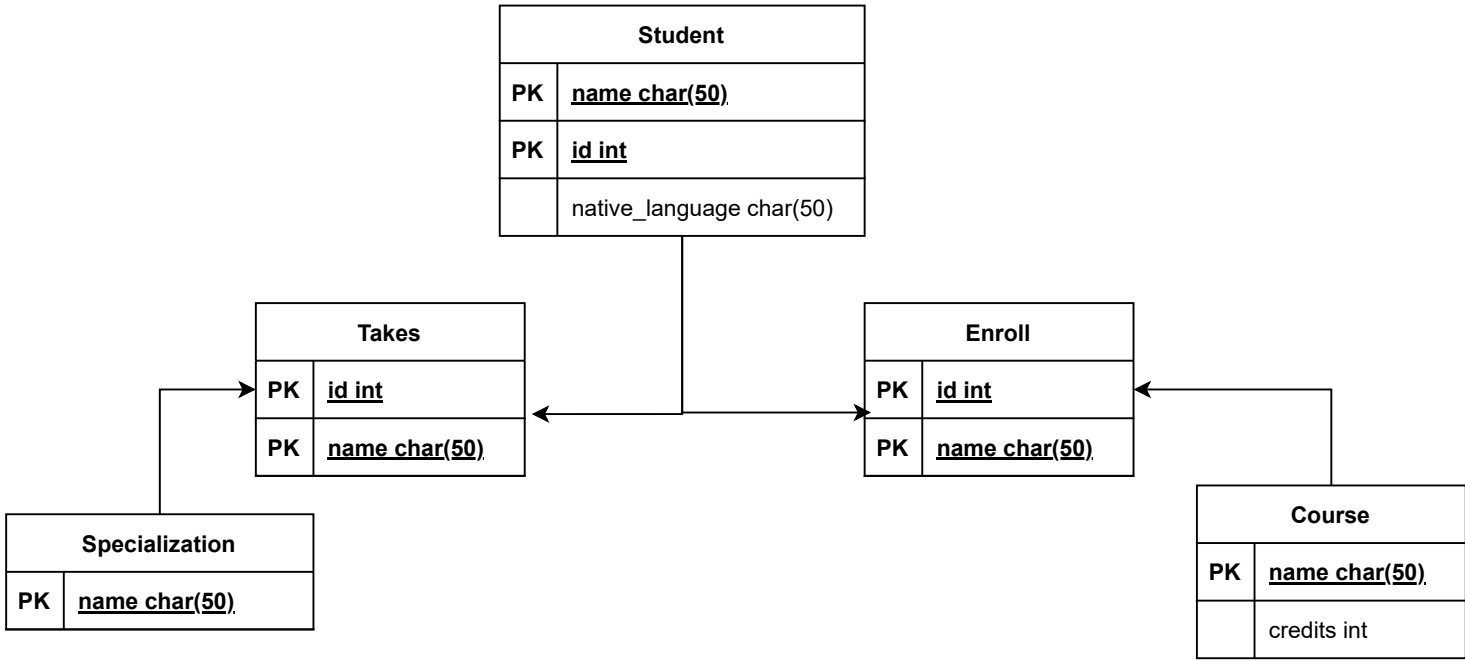 Student
PK name char(50)
PK id int
native_language char(50)
Takes
PK id int
PK name char(50)
Enroll
PK id int
PK name char(50)
Specialization
PK name char(50)
Course
PK name char(50)
credits int